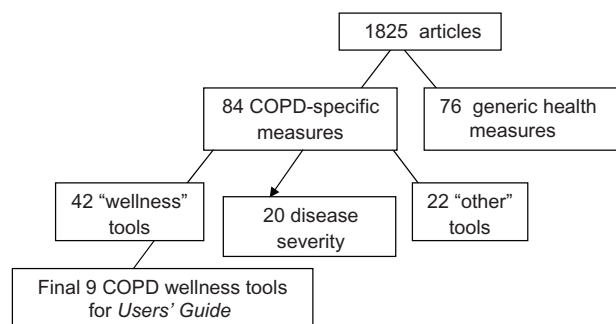 1825 articles
84 COPD-specific
measures
76 generic health
measures
42 “wellness”
tools
20 disease
severity
22 “other”
tools
Final 9 COPD wellness tools
for Users’ Guide